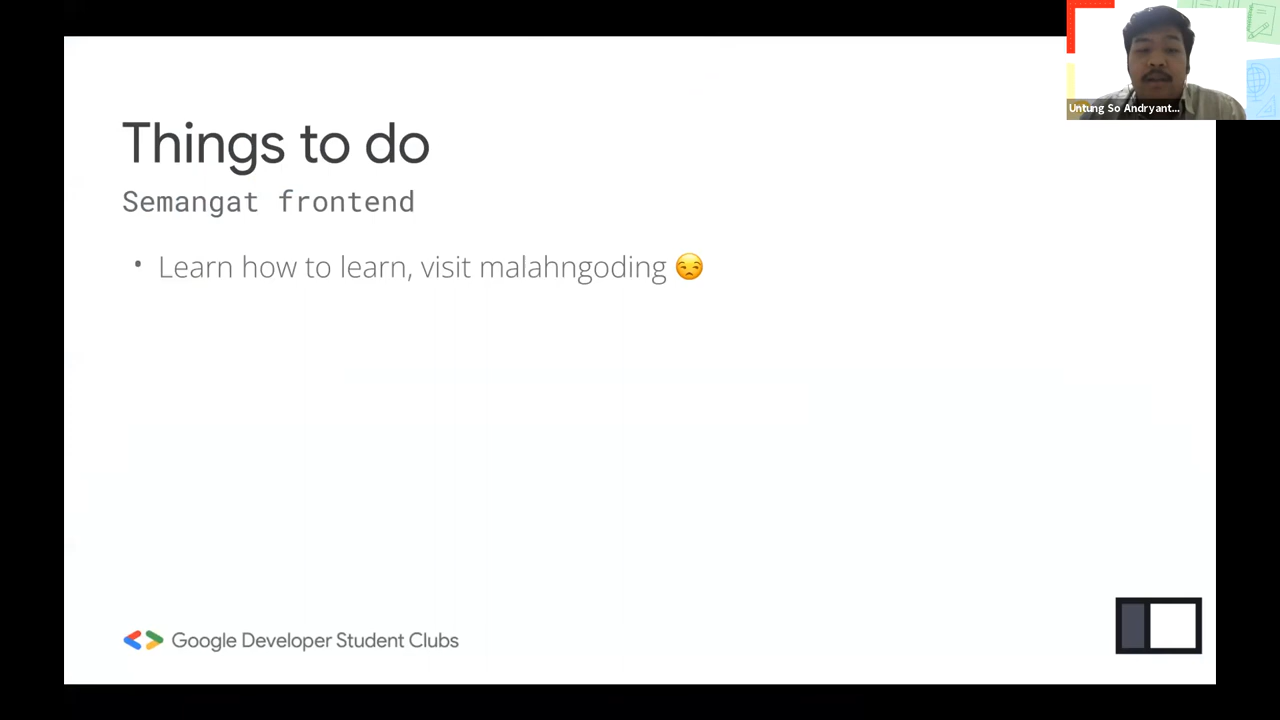 Untung So Andryant...
Things to do
Semangat frontend
• Learn how to learn, visit malahngoding 😒
Google Developer Student Clubs